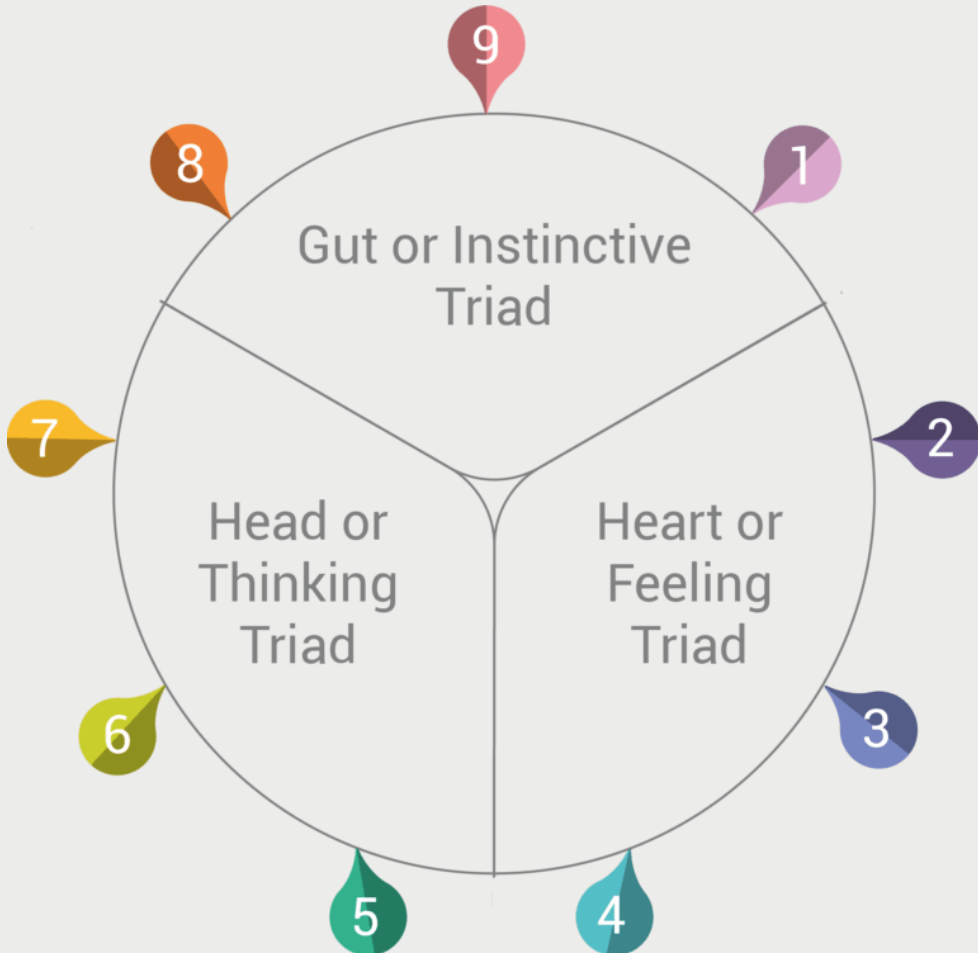 9
8
1
Gut or Instinctive
Triad
7
2
Head or
Thinking
Triad
Heart or
Feeling
Triad
6
3
5
4